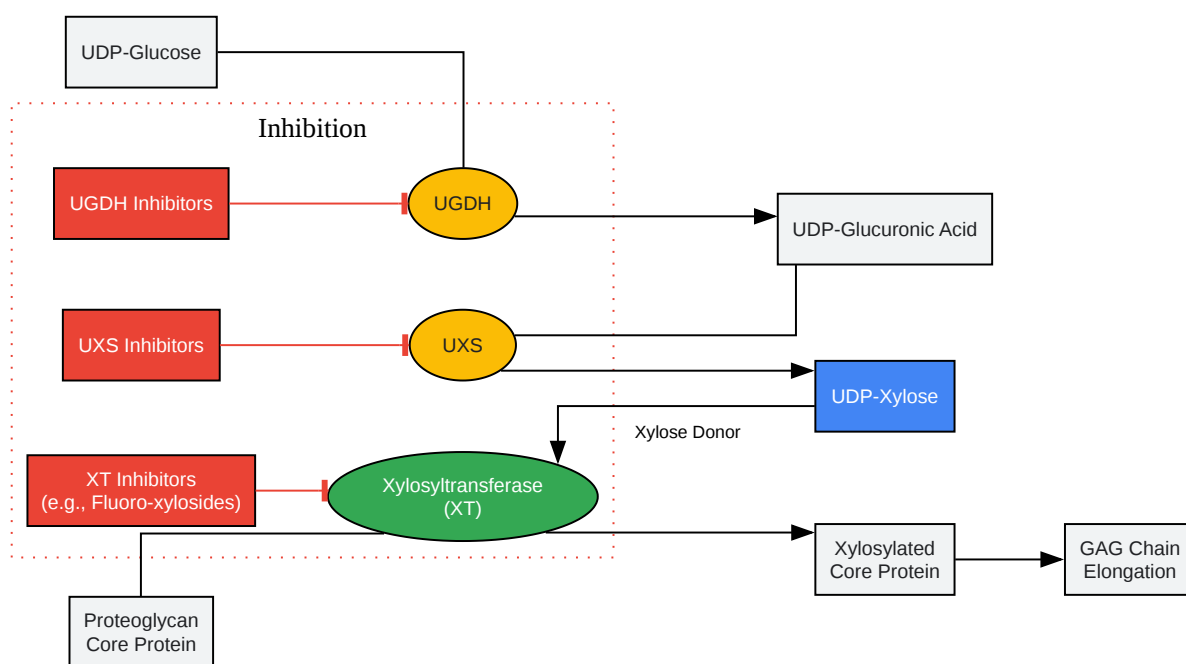 UDP-Glucose
Inhibition
UGDH Inhibitors
UGDH
UDP-Glucuronic Acid
UXS Inhibitors
UXS
UDP-Xylose
Xylose Donor
XT Inhibitors
(e.g., Fluoro-xylosides)
Xylosyltransferase
(XT)
Xylosylated
Core Protein
GAG Chain
Elongation
Proteoglycan
Core Protein